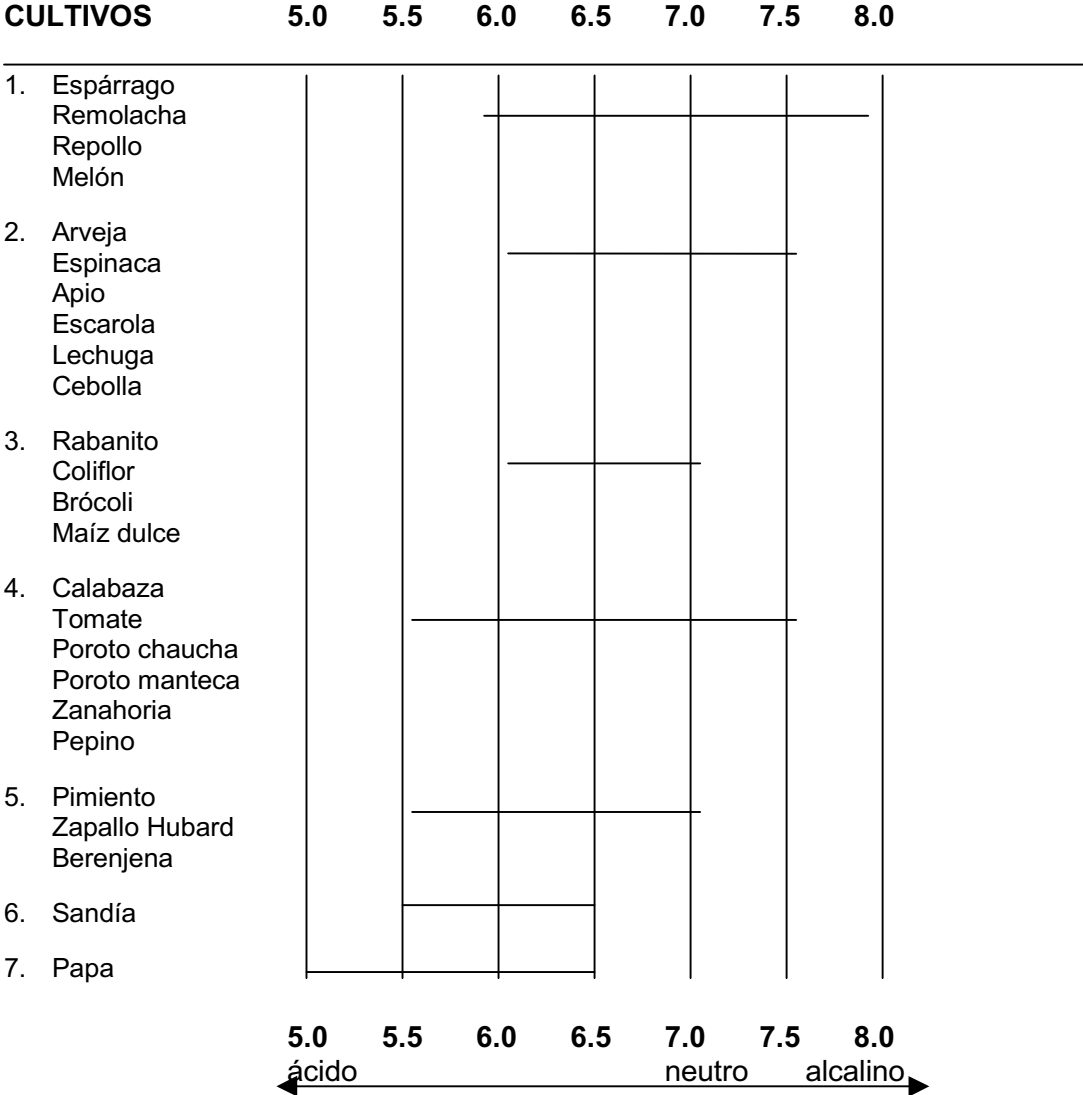 CULTIVOS 5.0 5.5 6.0 6.5 7.0 7.5 8.0
1. Espárrago
Remolacha
Repollo
Melón
2. Arveja
Espinaca
Apio
Escarola
Lechuga
Cebolla
3. Rabanito
Coliflor
Brócoli
Maíz dulce
4. Calabaza
Tomate
Poroto chaucha
Poroto manteca
Zanahoria
Pepino
5. Pimiento
Zapallo Hubard
Berenjena
6. Sandía
7. Papa
5.0 5.5 6.0 6.5 7.0 7.5 8.0
ácido neutro alcalino